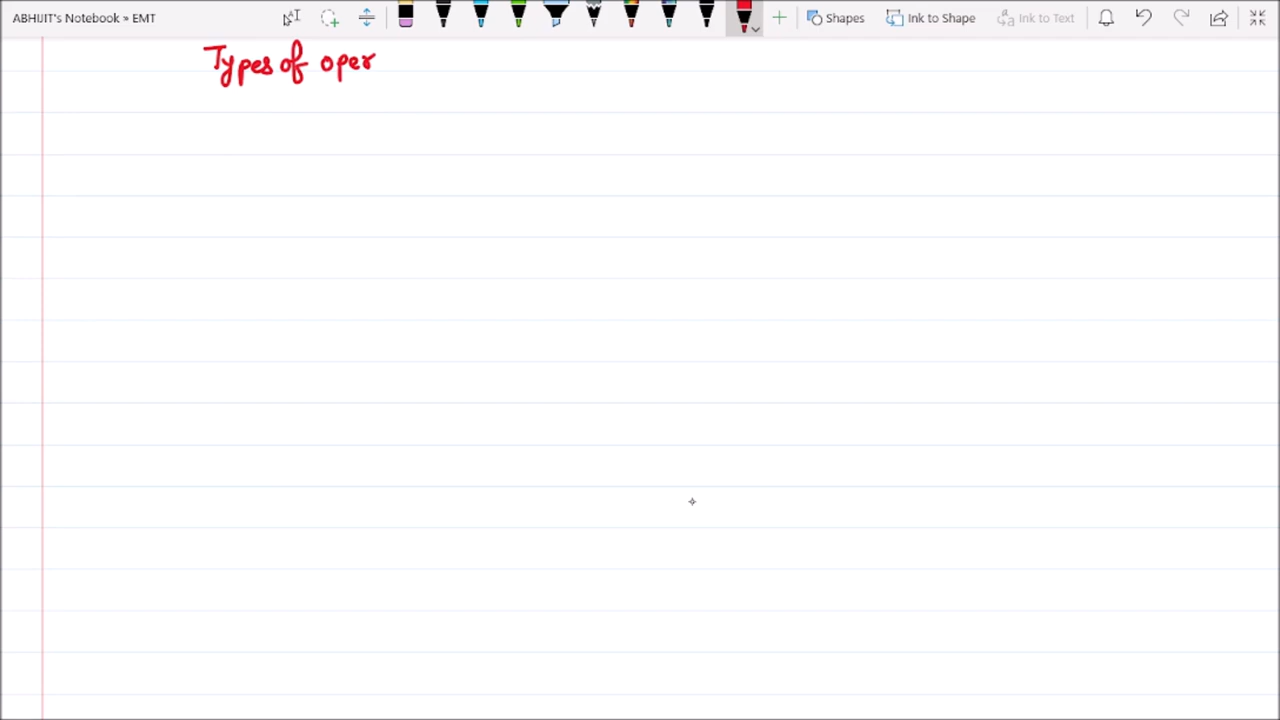 ABHIJIT's Notebook » EMT
Shapes
Ink to Shape
Ink to Text
Types of oper